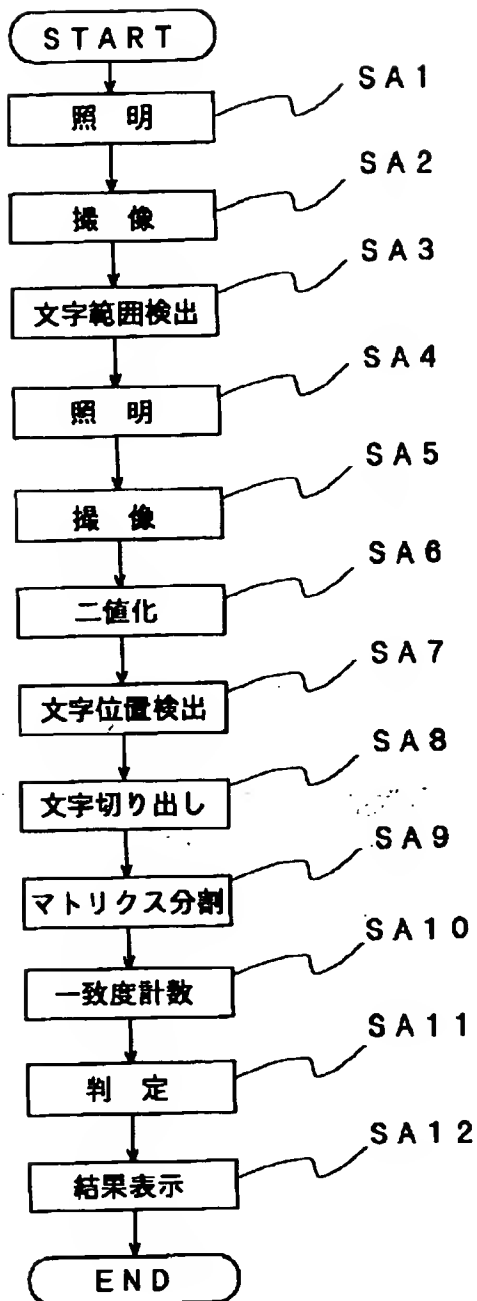 START
SA1
照 明
SA2
撮 像
SA3
文字範囲検出
SA4
照 明
SA5
撮 像
SA6
二値化
SA7
文字位置検出
SA8
文字切り出し
SA9
マトリクス分割
SA10
一致度計数
SA11
判 定
SA12
結果表示
END